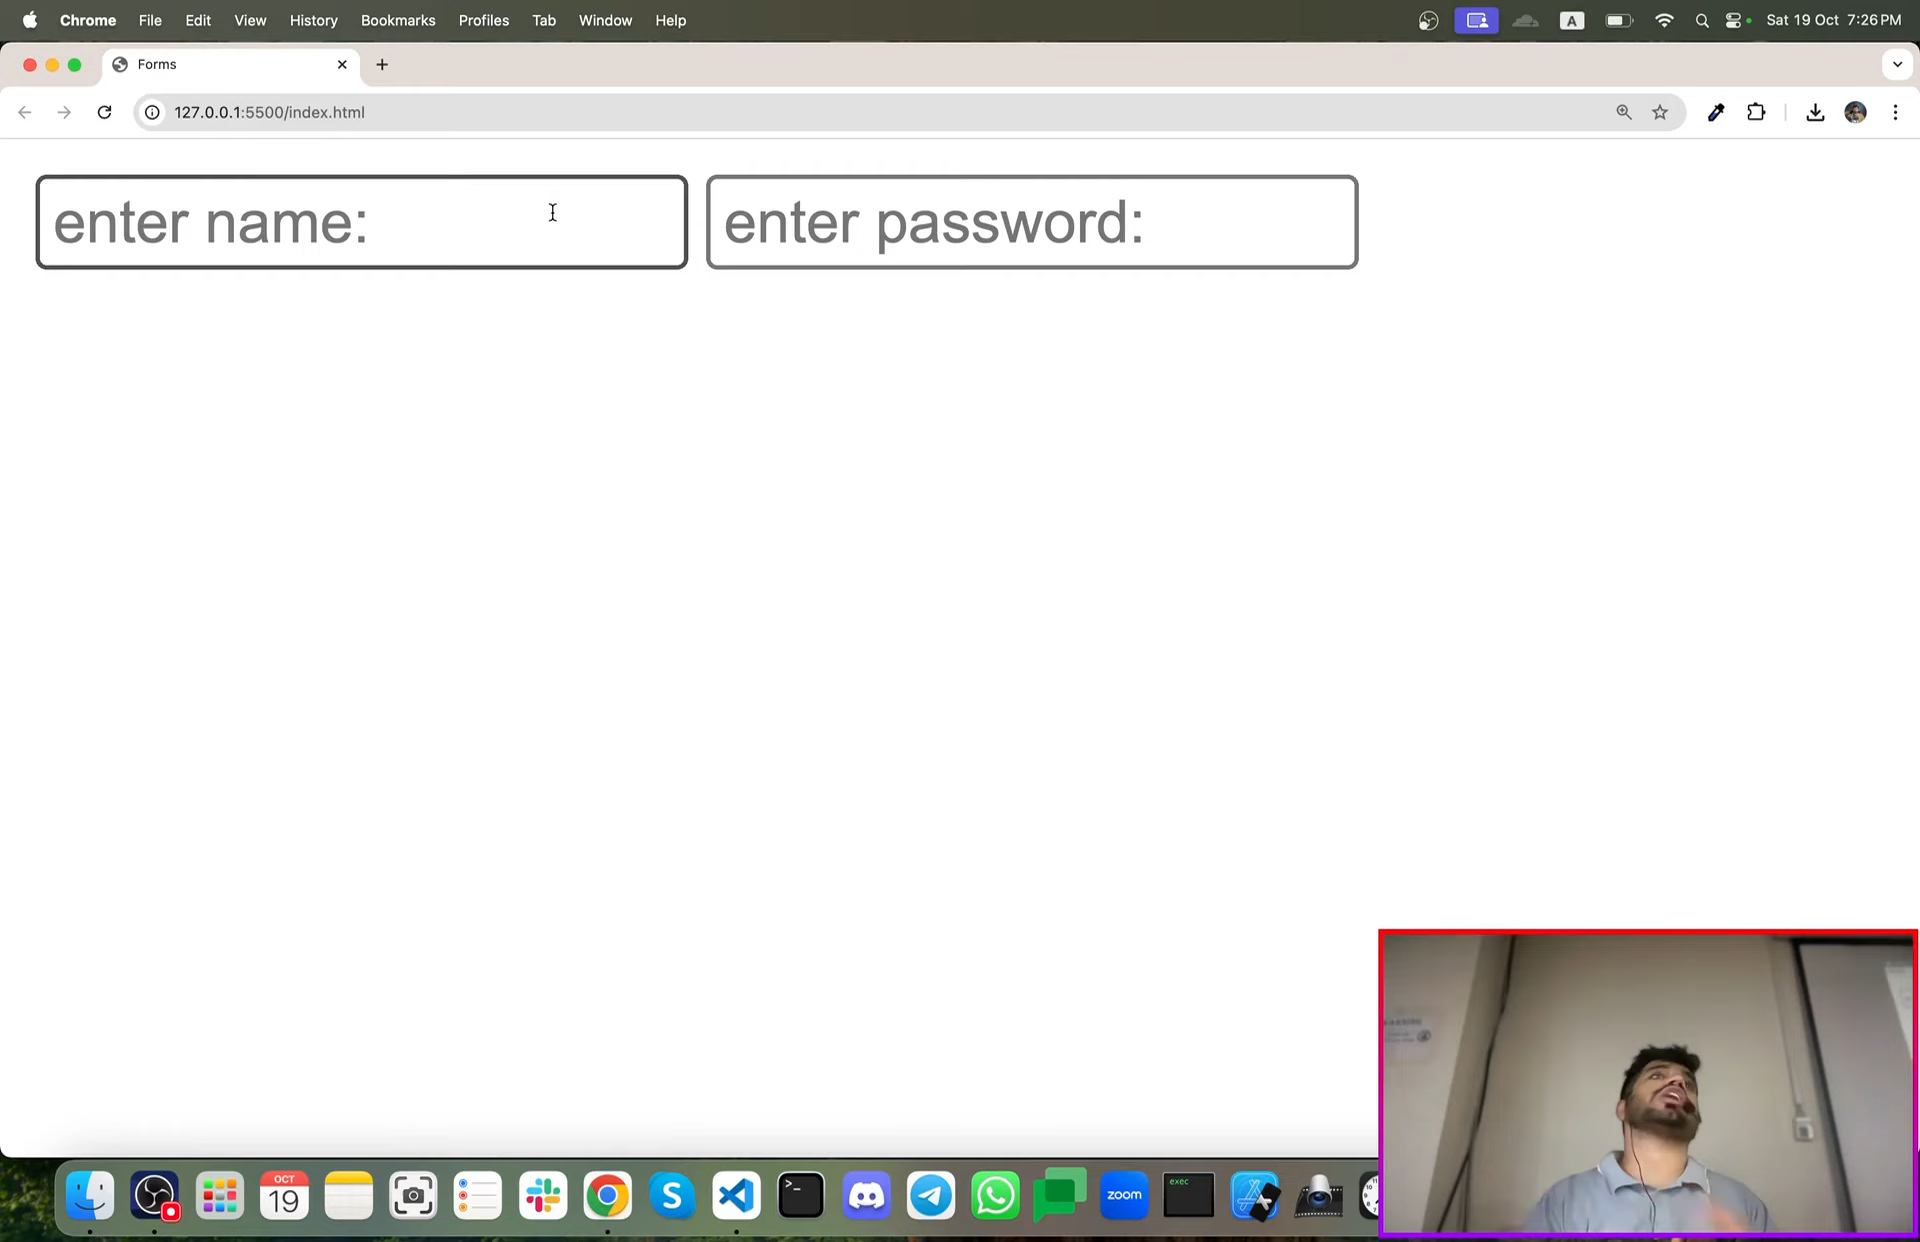 Chrome File Edit View History Bookmarks Profiles Tab Window Help A Sat 19 Oct 7:26 PM
Forms
127.0.0.1:5500/index.html
enter name: enter password:
OCT
19
S
>_
zoom
exec